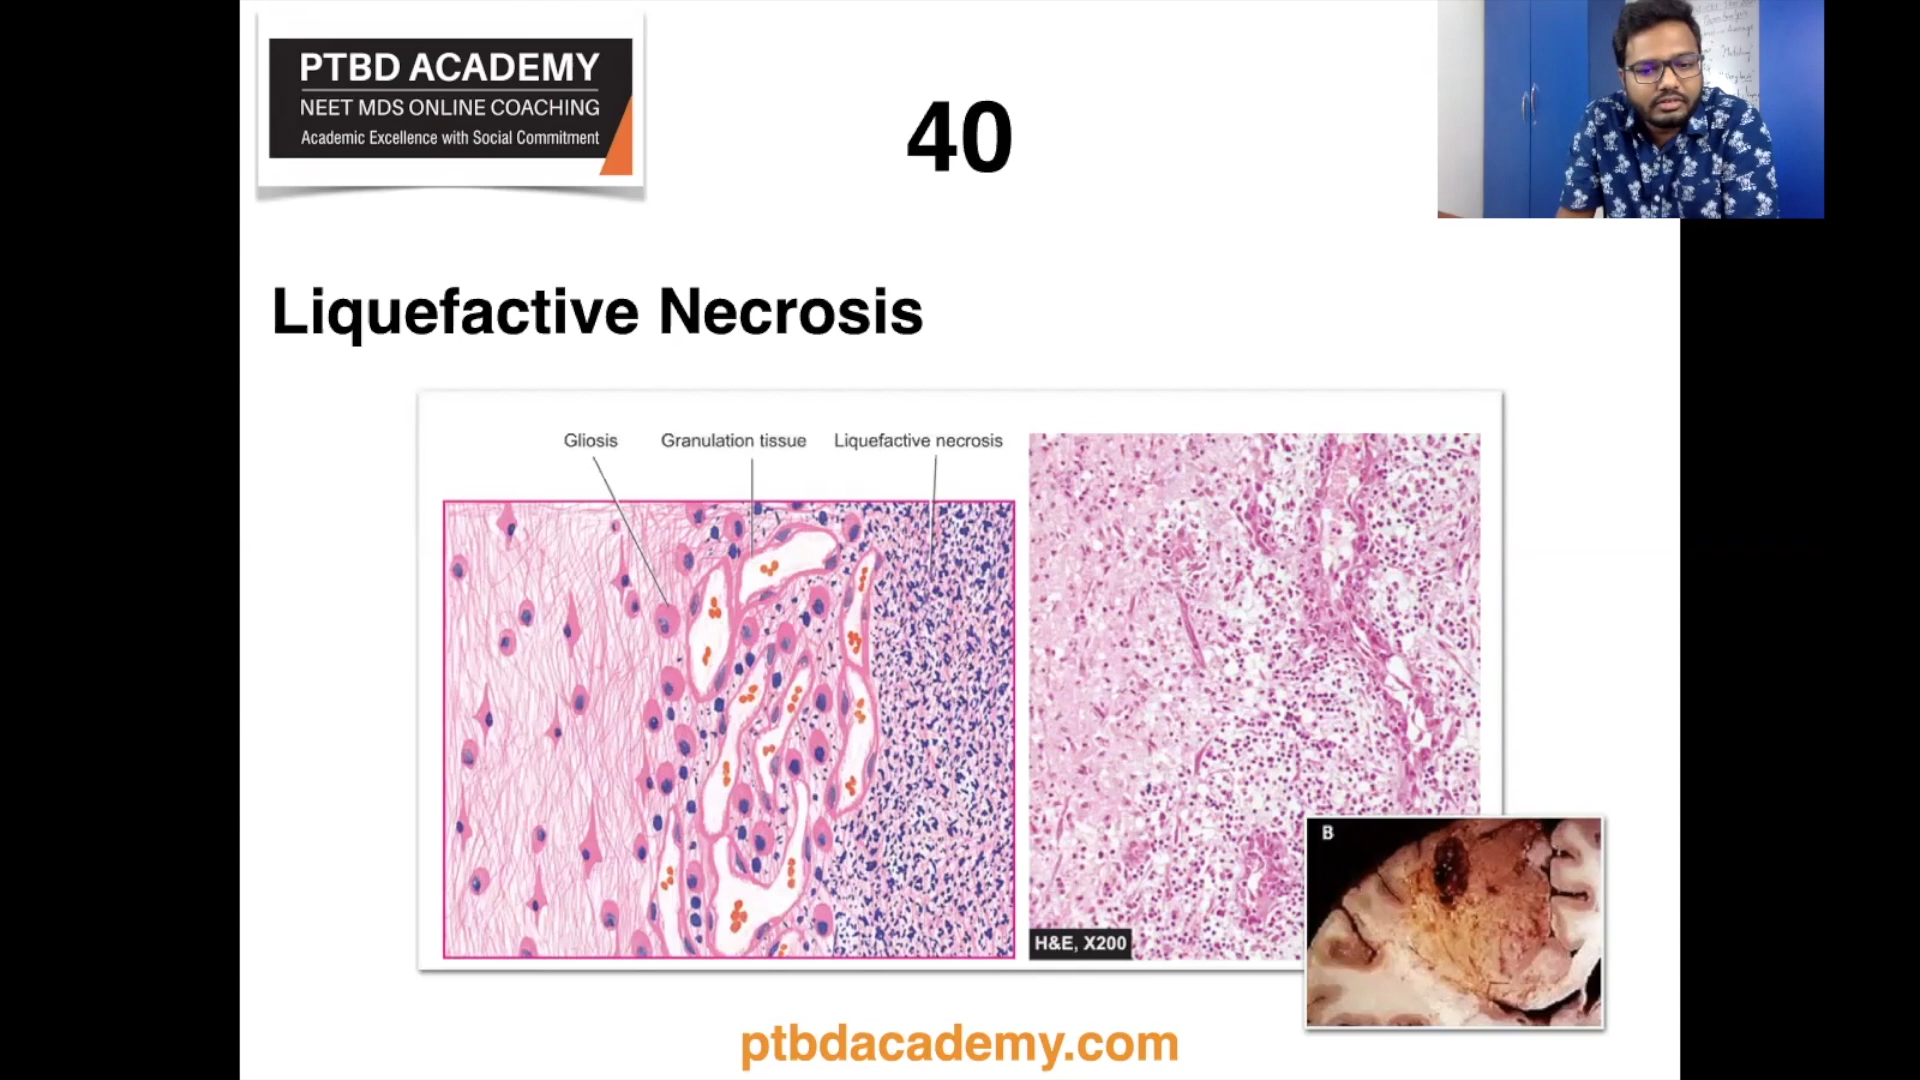 PTBD ACADEMY
NEET MDS ONLINE COACHING
Academic Excellence with Social Commitment
40
Liquefactive Necrosis
Gliosis Granulation tissue Liquefactive necrosis
H&E, X200
B
ptbdacademy.com